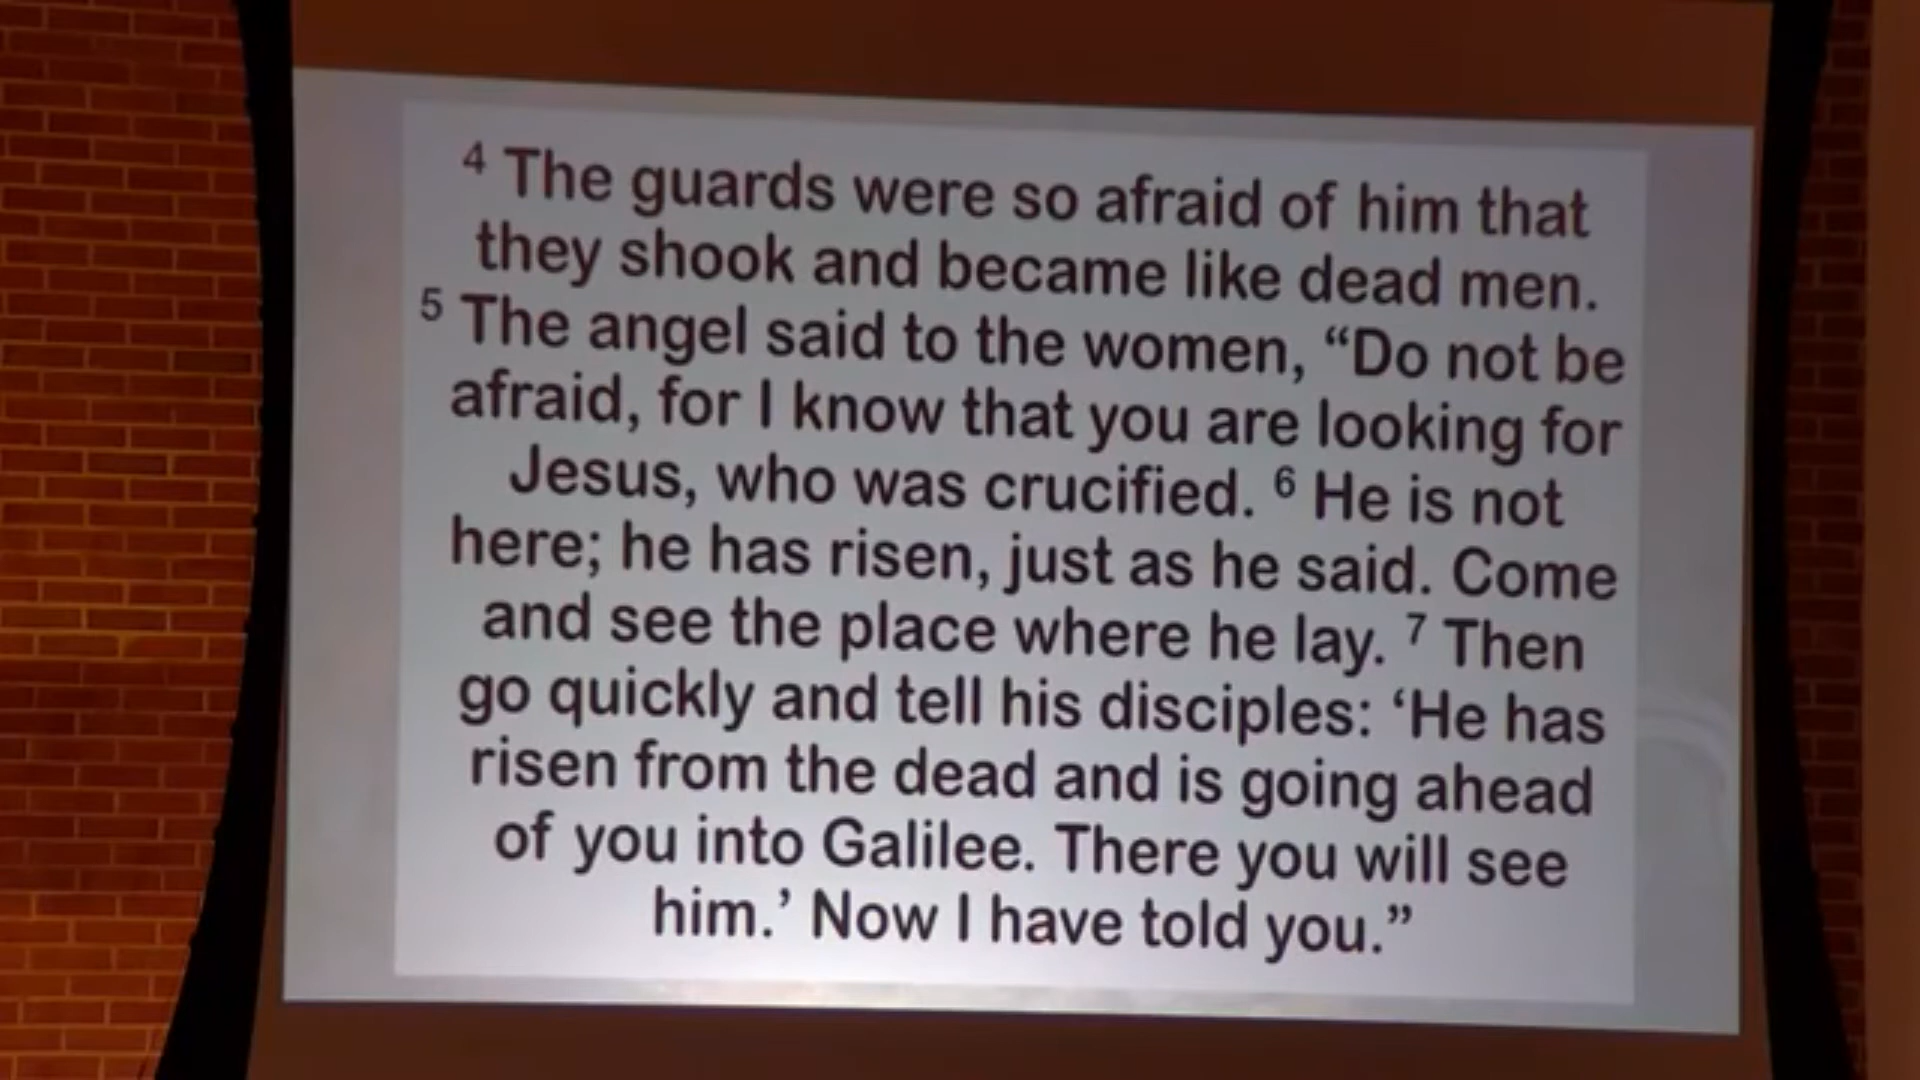 4 The guards were so afraid of him that
they shook and became like dead men.
5 The angel said to the women, “Do not be
afraid, for I know that you are looking for
Jesus, who was crucified. 6 He is not
here; he has risen, just as he said. Come
and see the place where he lay. 7 Then
go quickly and tell his disciples: ‘He has
risen from the dead and is going ahead
of you into Galilee. There you will see
him.’ Now I have told you.”